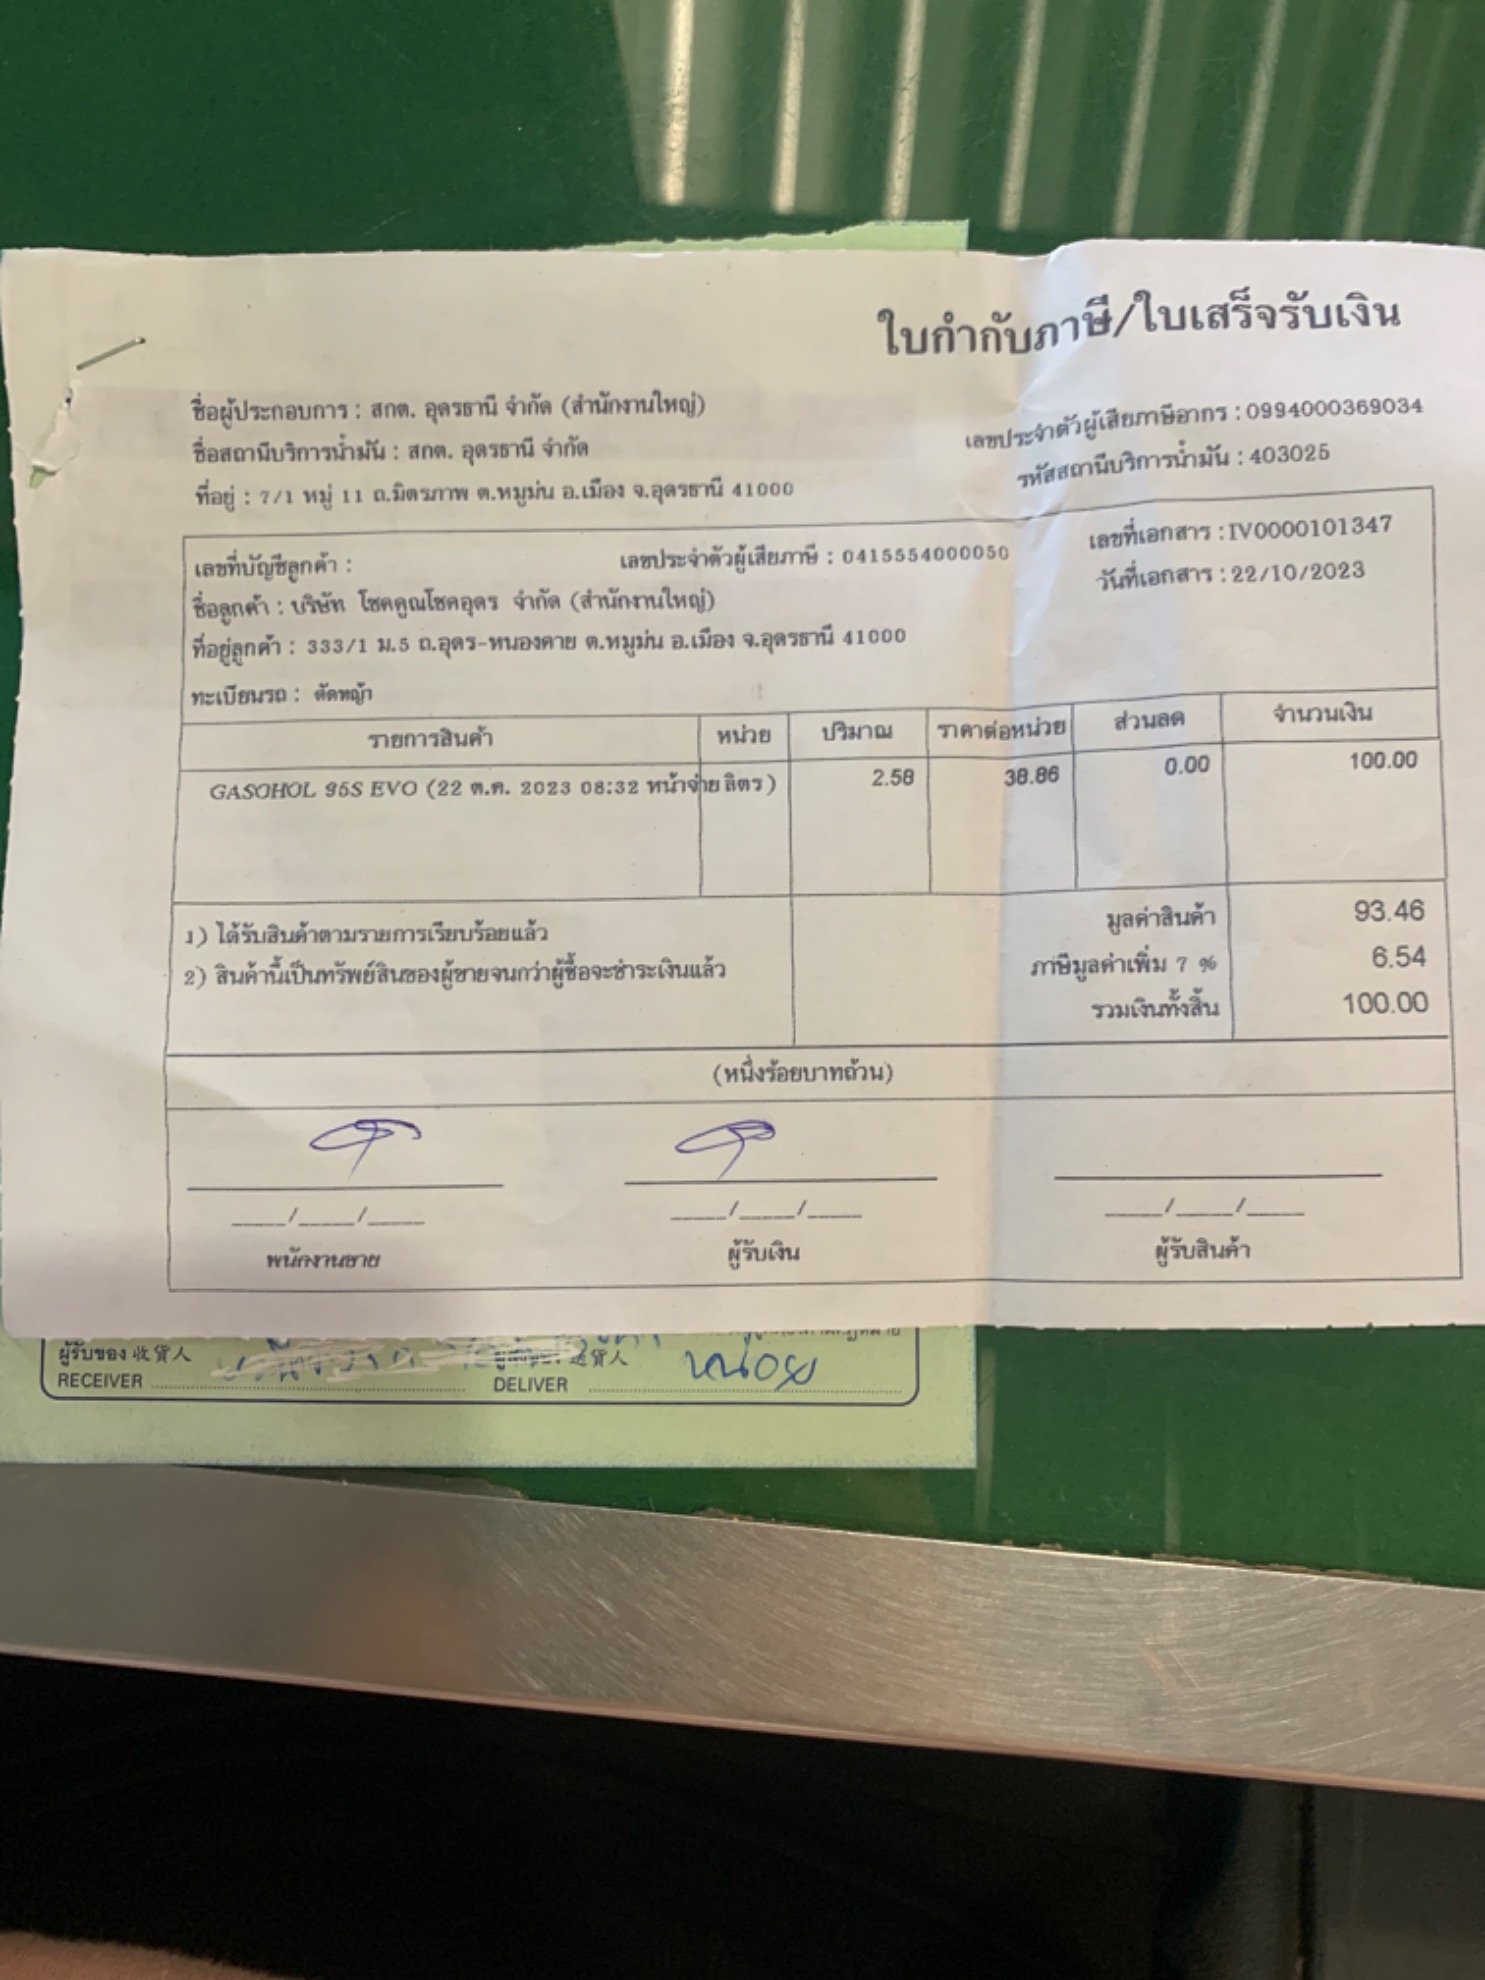 ใบกำกับภาษี/ใบเสร็จรับเงิน
ชื่อผู้ประกอบการ : สกต. อุดรธานี จำกัด (สำนักงานใหญ่)
เลขประจำตัวผู้เสียภาษีอากร : 0994000369034
ชื่อสถานีบริการน้ำมัน : สกต. อุดรธานี จำกัด
รหัสสถานีบริการน้ำมัน : 403025
ที่อยู่ : 7/1 หมู่ 11 ถ.มิตรภาพ ต.หมูม่น อ.เมือง จ.อุดรธานี 41000
เลขที่บัญชีลูกค้า : เลขประจำตัวผู้เสียภาษี : 0415554000050 เลขที่เอกสาร : IV0000101347
ชื่อลูกค้า : บริษัท โชคคูณโชคอุดร จำกัด (สำนักงานใหญ่) วันที่เอกสาร : 22/10/2023
ที่อยู่ลูกค้า : 333/1 ม.5 ถ.อุดร-หนองคาย ต.หมูม่น อ.เมือง จ.อุดรธานี 41000
ทะเบียนรถ : ตัดหญ้า
รายการสินค้า หน่วย ปริมาณ ราคาต่อหน่วย ส่วนลด จำนวนเงิน
GASOHOL 95S EVO (22 ต.ค. 2023 08:32 หน้าจ่าย ลิตร) 2.58 38.86 0.00 100.00
1) ได้รับสินค้าตามรายการเรียบร้อยแล้ว มูลค่าสินค้า 93.46
2) สินค้านี้เป็นทรัพย์สินของผู้ขายจนกว่าผู้ซื้อจะชำระเงินแล้ว ภาษีมูลค่าเพิ่ม 7 % 6.54
รวมเงินทั้งสิ้น 100.00
(หนึ่งร้อยบาทถ้วน)
____/____/____ ____/____/____ ____/____/____
พนักงานขาย ผู้รับเงิน ผู้รับสินค้า
ผู้รับของ 收貨人 送貨人 หน่อย
RECEIVER DELIVER